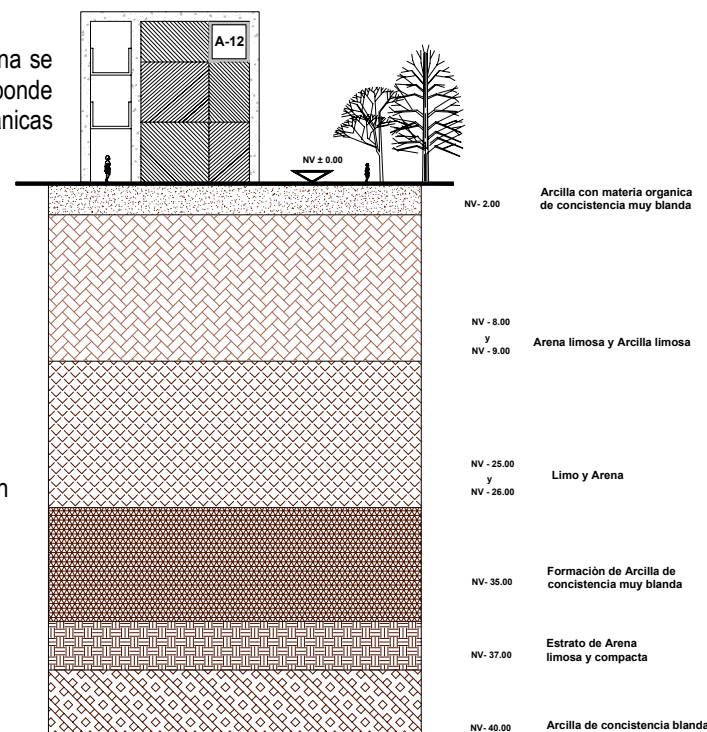 na se
ponde
ánicas
A-12
NV ± 0.00
NV- 2.00
Arcilla con materia organica
de concistencia muy blanda
NV - 8.00
y
NV - 9.00
Arena limosa y Arcilla limosa
n
NV - 25.00
y
NV - 26.00
Limo y Arena
NV- 35.00
Formaciòn de Arcilla de
concistencia muy blanda
NV- 37.00
Estrato de Arena
limosa y compacta
NV- 40.00
Arcilla de concistencia blanda